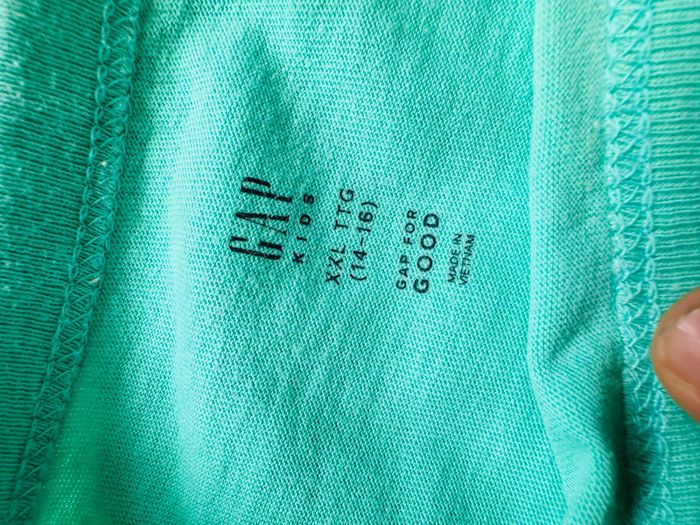 GAP
KIDS
XXL TTG
(14-16)
GAP FOR
GOOD
MADE IN
VIETNAM